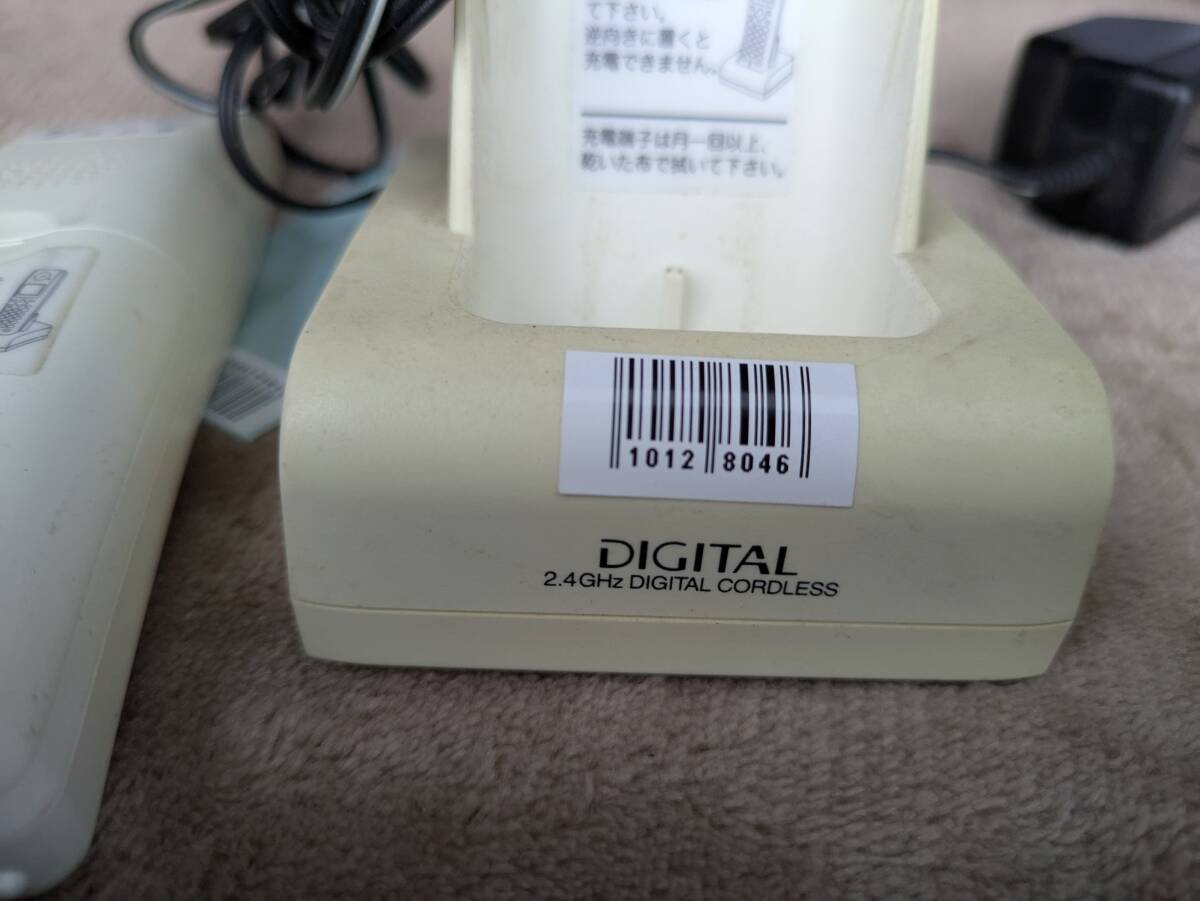 て下さい。
逆向きに置くと
充電できません。
充電端子は月一回以上、
乾いた布で拭いて下さい。
1012 8046
DIGITAL
2.4GHz DIGITAL CORDLESS